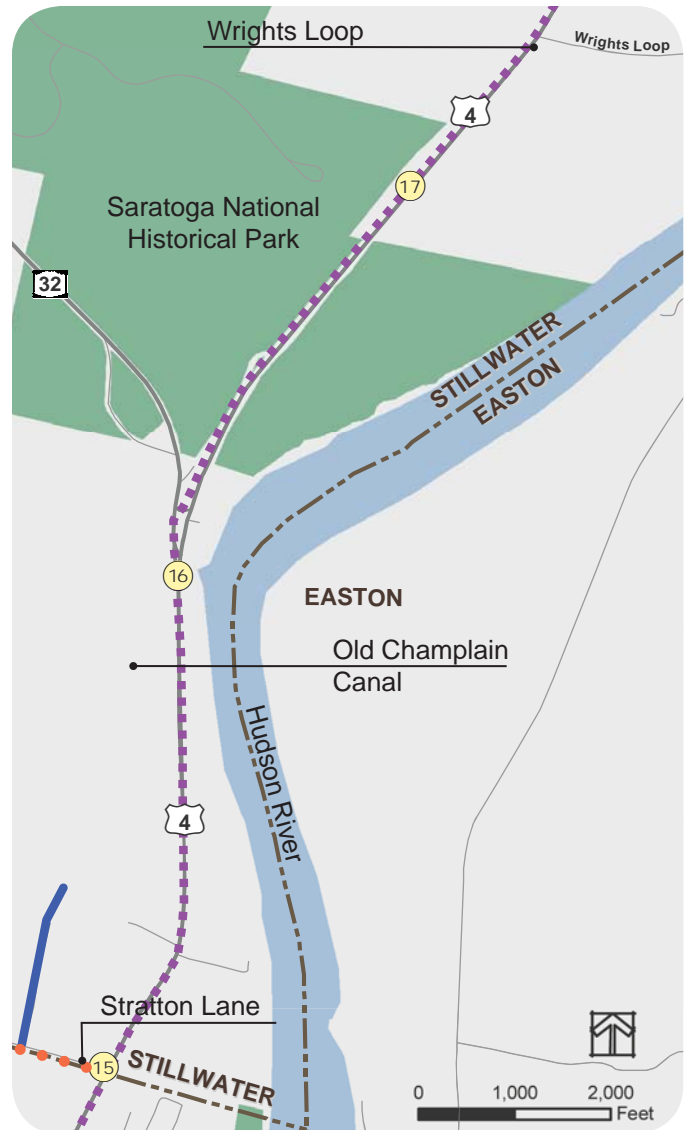 Wrights Loop
Wrights Loop
4
17
Saratoga National
Historical Park
32
STILLWATER
EASTON
16
EASTON
Old Champlain
Canal
Hudson River
4
Stratton Lane
15
STILLWATER
0 1,000 2,000
Feet